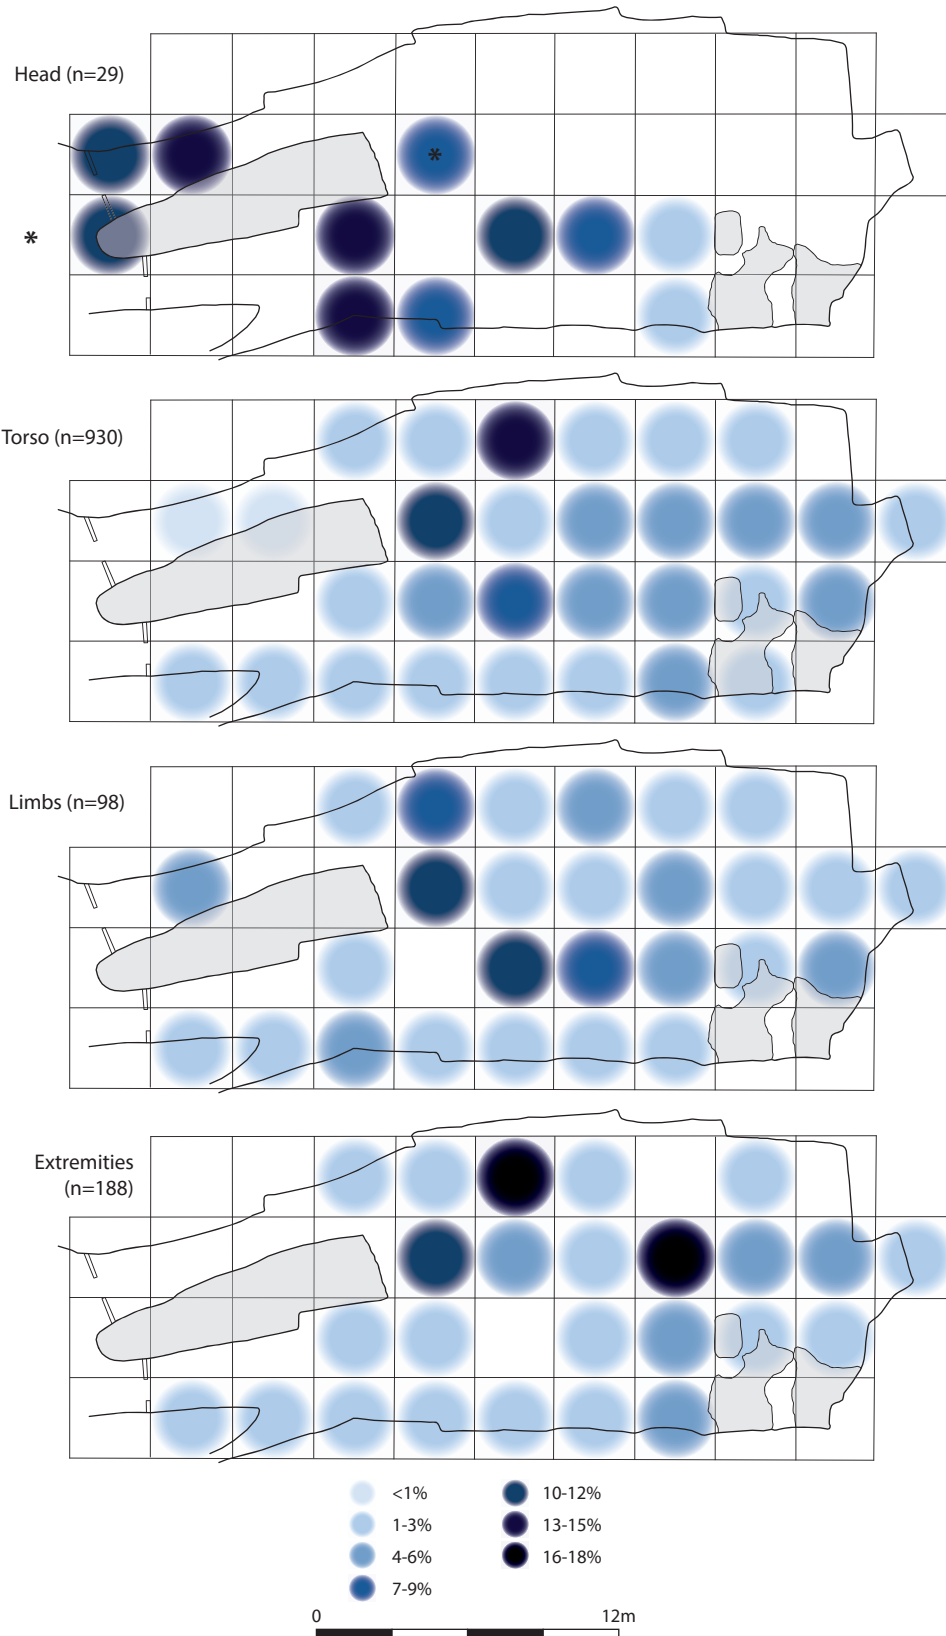 Head (n=29)
*
*
Torso (n=930)
Limbs (n=98)
Extremities
(n=188)
<1%
1-3%
4-6%
7-9%
10-12%
13-15%
16-18%
0 12m